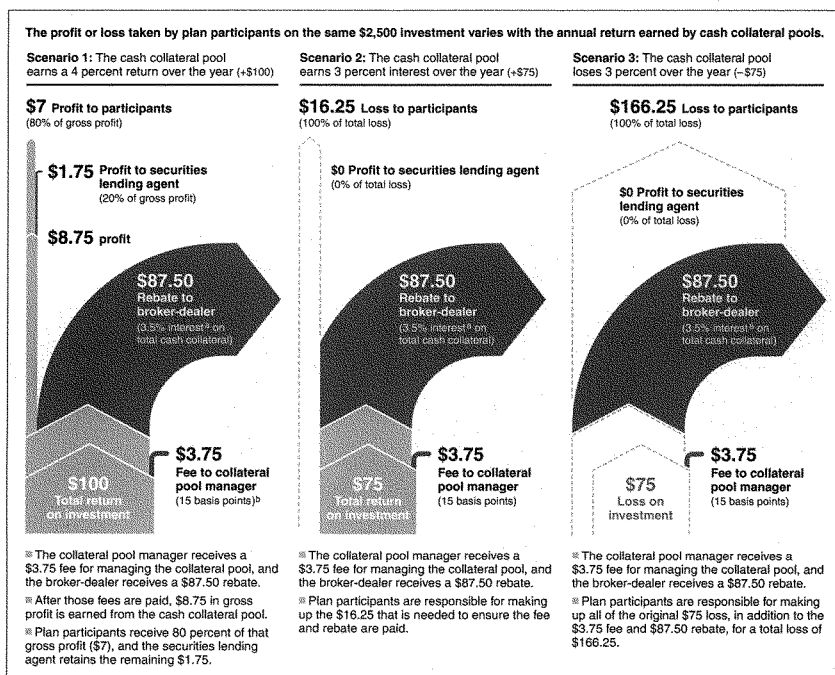 The profit or loss taken by plan participants on the same $2,500 investment varies with the annual return earned by cash collateral pools.
Scenario 1: The cash collateral pool
earns a 4 percent return over the year (+$100)
$7 Profit to participants
(80% of gross profit)
$1.75 Profit to securities
lending agent
(20% of gross profit)
$8.75 profit
$87.50
Rebate to
broker-dealer
(3.5% interest a on
total cash collateral)
$3.75
Fee to collateral
pool manager
(15 basis points)b
$100
Total return
on investment
The collateral pool manager receives a
$3.75 fee for managing the collateral pool, and
the broker-dealer receives a $87.50 rebate.
After those fees are paid, $8.75 in gross
profit is earned from the cash collateral pool.
Plan participants receive 80 percent of that
gross profit ($7), and the securities lending
agent retains the remaining $1.75.
Scenario 2: The cash collateral pool
earns 3 percent interest over the year (+$75)
$16.25 Loss to participants
(100% of total loss)
$0 Profit to securities lending agent
(0% of total loss)
$87.50
Rebate to
broker-dealer
(3.5% interest a on
total cash collateral)
$3.75
Fee to collateral
pool manager
(15 basis points)
$75
Total return
on investment
The collateral pool manager receives a
$3.75 fee for managing the collateral pool, and
the broker-dealer receives a $87.50 rebate.
Plan participants are responsible for making
up the $16.25 that is needed to ensure the fee
and rebate are paid.
Scenario 3: The cash collateral pool
loses 3 percent over the year (–$75)
$166.25 Loss to participants
(100% of total loss)
$0 Profit to securities
lending agent
(0% of total loss)
$87.50
Rebate to
broker-dealer
(3.5% interest a on
total cash collateral)
$3.75
Fee to collateral
pool manager
(15 basis points)
$75
Loss on
investment
The collateral pool manager receives a
$3.75 fee for managing the collateral pool, and
the broker-dealer receives a $87.50 rebate.
Plan participants are responsible for making
up all of the original $75 loss, in addition to the
$3.75 fee and $87.50 rebate, for a total loss of
$166.25.